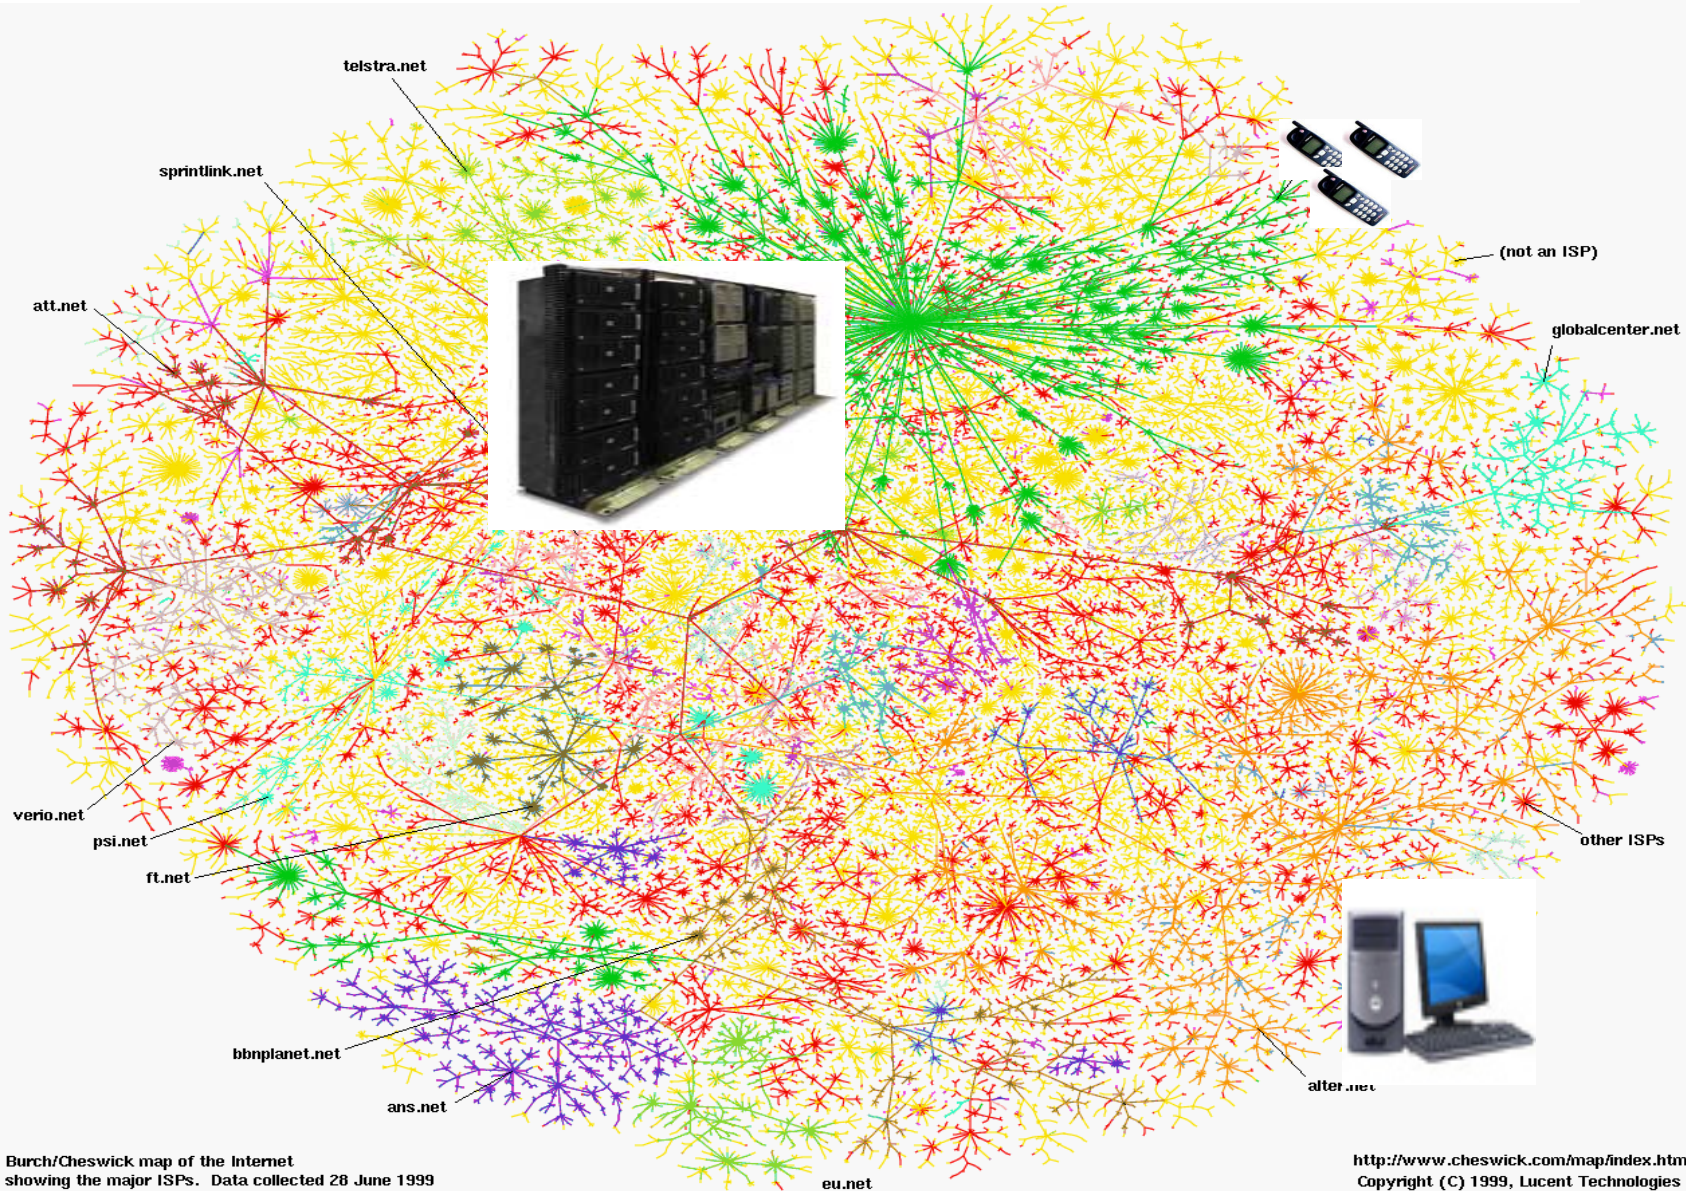 telstra.net
sprintlink.net
(not an ISP)
att.net
globalcenter.net
verio.net
psi.net
other ISPs
ft.net
bbnplanet.net
alter.net
ans.net
Burch/Cheswick map of the Internet
showing the major ISPs. Data collected 28 June 1999
eu.net
http://www.cheswick.com/map/index.htm
Copyright (C) 1999, Lucent Technologies